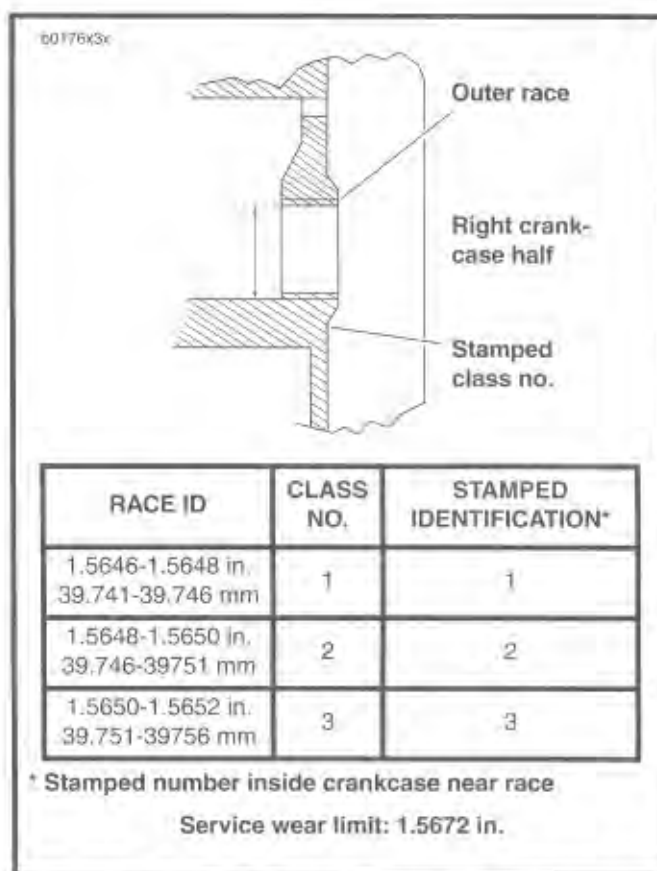 b0176x3x
Outer race
Right crank-
case half
Stamped
class no.
RACE ID
CLASS
NO.
STAMPED
IDENTIFICATION*
1.5646-1.5648 in.
39.741-39.746 mm
1
1
1.5648-1.5650 in.
39.746-39751 mm
2
2
1.5650-1.5652 in.
39.751-39756 mm
3
3
* Stamped number inside crankcase near race
Service wear limit: 1.5672 in.